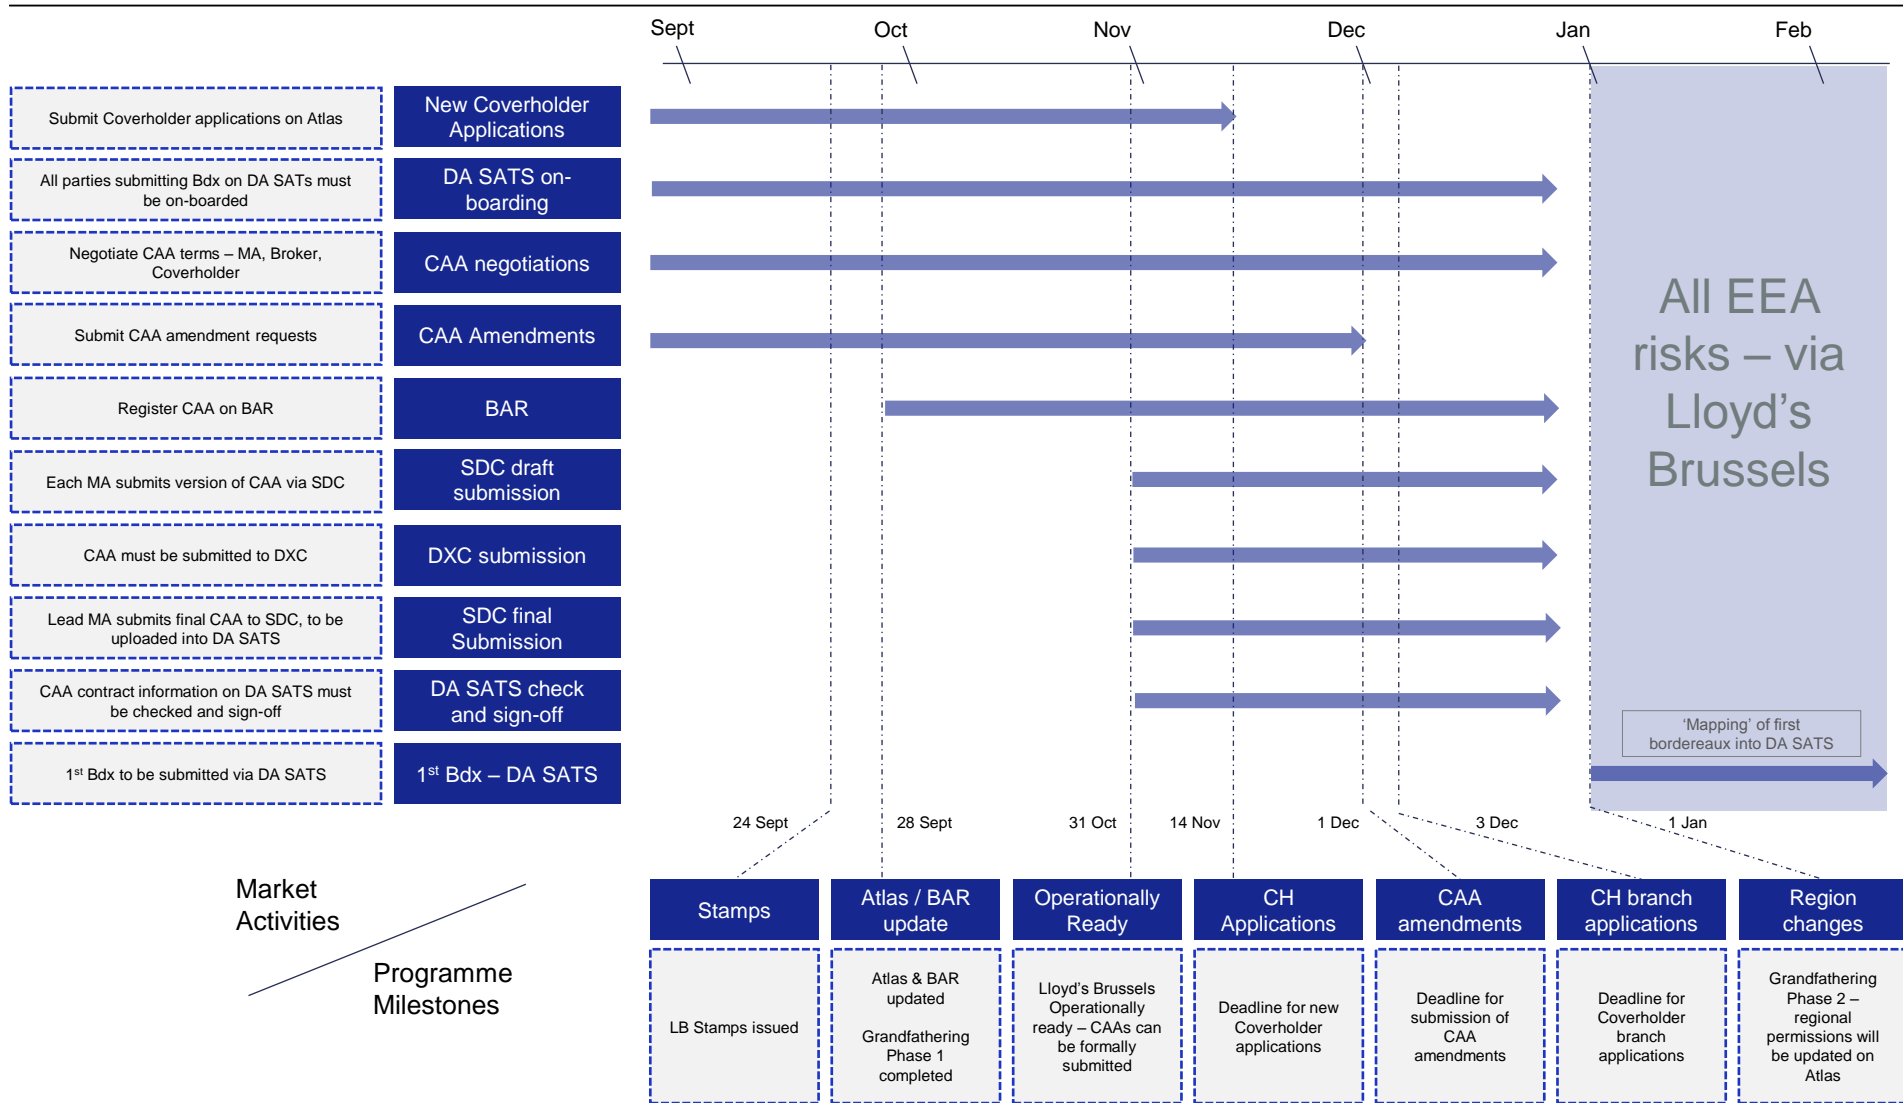 Sept
Oct
Nov
Dec
Jan
Feb
Submit Coverholder applications on Atlas
New Coverholder
Applications
All parties submitting Bdx on DA SATs must
be on-boarded
DA SATS on-
boarding
Negotiate CAA terms – MA, Broker,
Coverholder
CAA negotiations
Submit CAA amendment requests
CAA Amendments
Register CAA on BAR
BAR
Each MA submits version of CAA via SDC
SDC draft
submission
CAA must be submitted to DXC
DXC submission
Lead MA submits final CAA to SDC, to be
uploaded into DA SATS
SDC final
Submission
CAA contract information on DA SATS must
be checked and sign-off
DA SATS check
and sign-off
1st Bdx to be submitted via DA SATS
1st Bdx – DA SATS
All EEA
risks – via
Lloyd's
Brussels
'Mapping' of first
bordereaux into DA SATS
24 Sept
28 Sept
31 Oct
14 Nov
1 Dec
3 Dec
1 Jan
Market
Activities
Programme
Milestones
Stamps
LB Stamps issued
Atlas / BAR
update
Atlas & BAR
updated
Grandfathering
Phase 1
completed
Operationally
Ready
Lloyd's Brussels
Operationally
ready – CAAs can
be formally
submitted
CH
Applications
Deadline for new
Coverholder
applications
CAA
amendments
Deadline for
submission of
CAA
amendments
CH branch
applications
Deadline for
Coverholder
branch
applications
Region
changes
Grandfathering
Phase 2 –
regional
permissions will
be updated on
Atlas